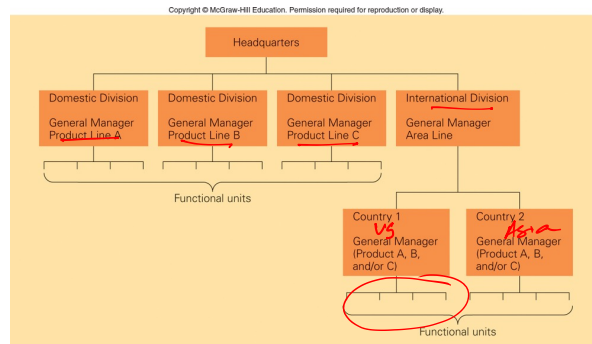 Copyright © McGraw-Hill Education. Permission required for reproduction or display.
Headquarters
Domestic Division
General Manager
Product Line A
Domestic Division
General Manager
Product Line B
Domestic Division
General Manager
Product Line C
International Division
General Manager
Area Line
Functional units
Country 1
US
General Manager
(Product A, B,
and/or C)
Country 2
Asia
General Manager
(Product A, B,
and/or C)
Functional units